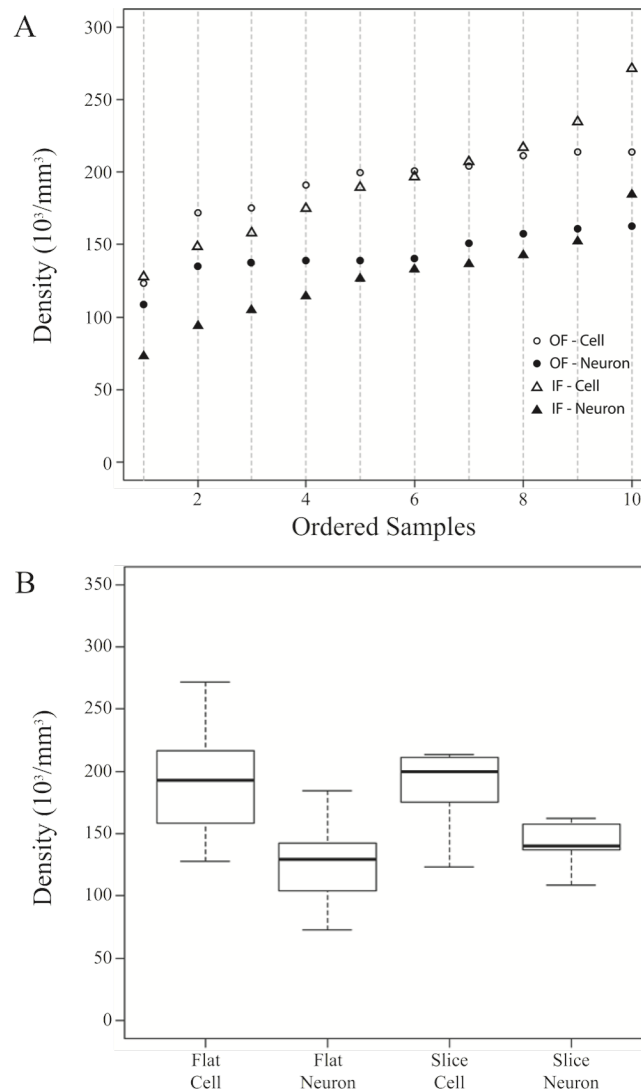 A
300
250
200
150
100
50
0
Density (10³/mm³)
OF - Cell
OF - Neuron
IF - Cell
IF - Neuron
2 4 6 8 10
Ordered Samples
B
350
300
250
200
150
100
50
0
Density (10³/mm³)
Flat Flat Slice Slice
Cell Neuron Cell Neuron